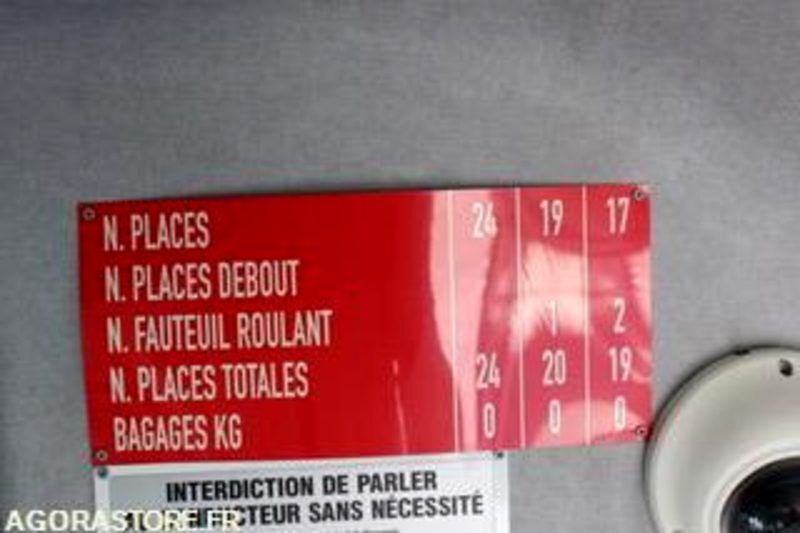 N. PLACES 24 19 17
N. PLACES DEBOUT
N. FAUTEUIL ROULANT 1 2
N. PLACES TOTALES 24 20 19
BAGAGES KG 0 0 0
INTERDICTION DE PARLER
SANS NÉCESSITÉ
AGORASTORE.FR